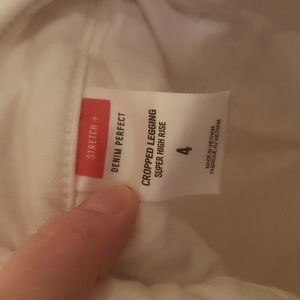 STRETCH +
DENIM PERFECT
CROPPED LEGGING
SUPER HIGH RISE
4
MADE IN VIETNAM
FABRIQUÉ AU VIETNAM